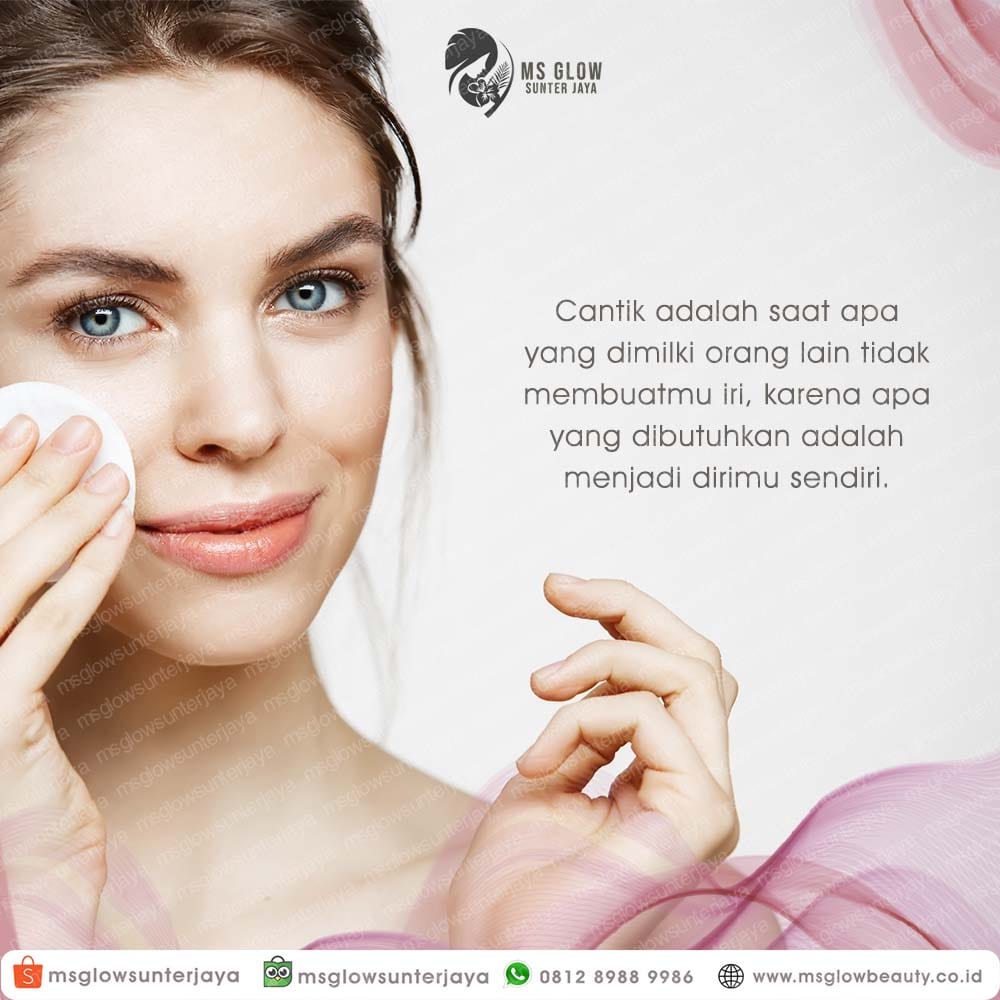 MS GLOW
SUNTER JAYA
Cantik adalah saat apa
yang dimilki orang lain tidak
membuatmu iri, karena apa
yang dibutuhkan adalah
menjadi dirimu sendiri.
msglowsunterjaya
msglowsunterjaya
0812 8988 9986
www.msglowbeauty.co.id